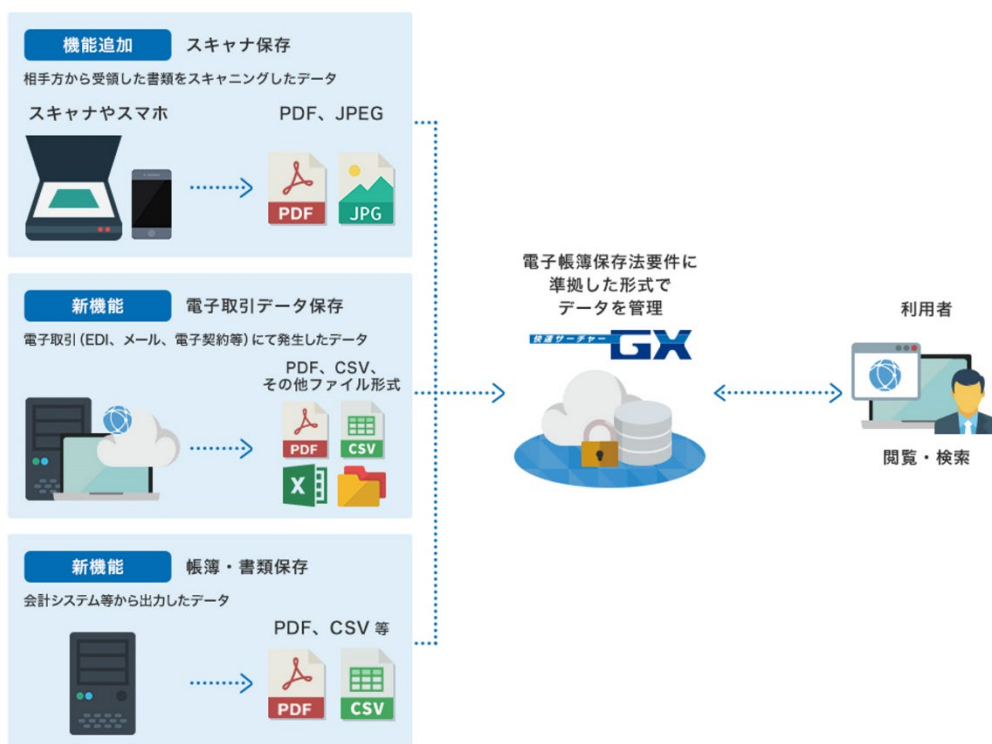 機能追加 スキャナ保存
相手方から受領した書類をスキャニングしたデータ
スキャナやスマホ
PDF、JPEG
PDF
JPG
新機能 電子取引データ保存
電子取引(EDI、メール、電子契約等)にて発生したデータ
PDF、CSV、
その他ファイル形式
PDF
CSV
X
新機能 帳簿・書類保存
会計システム等から出力したデータ
PDF、CSV 等
PDF
CSV
電子帳簿保存法要件に
準拠した形式で
データを管理
快速サーチャー GX
利用者
閲覧・検索